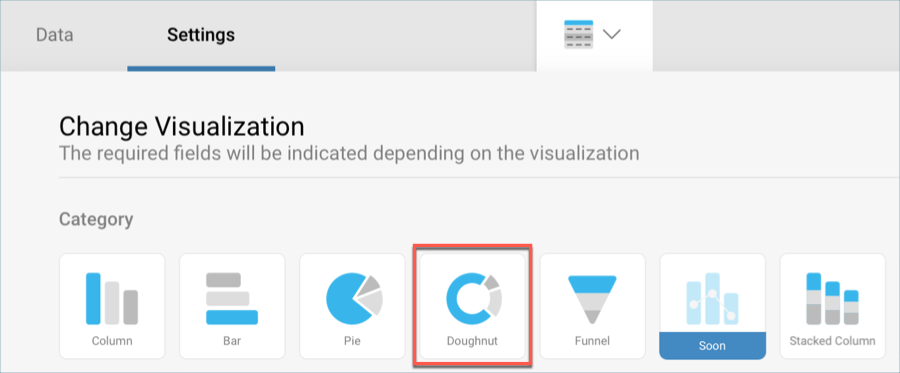 Data Settings
Change Visualization
The required fields will be indicated depending on the visualization
Category
Column Bar Pie Doughnut Funnel Soon Stacked Column